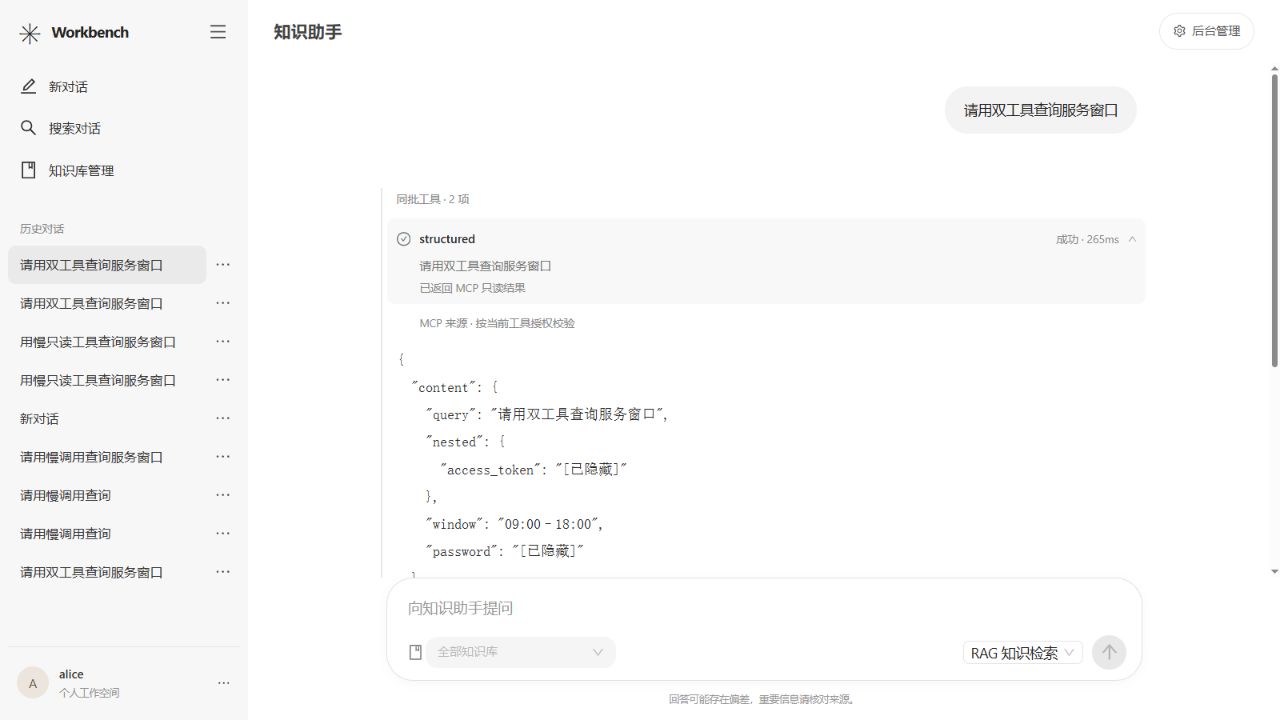 Workbench
新对话
搜索对话
知识库管理
历史对话
请用双工具查询服务窗口
请用双工具查询服务窗口
用慢只读工具查询服务窗口
用慢只读工具查询服务窗口
新对话
请用慢调用查询服务窗口
请用慢调用查询
请用慢调用查询
请用双工具查询服务窗口
A
alice
个人工作空间
知识助手
后台管理
请用双工具查询服务窗口
同批工具 · 2 项
structured
成功 · 265ms
请用双工具查询服务窗口
已返回 MCP 只读结果
MCP 来源 · 按当前工具授权校验
{
"content": {
"query": "请用双工具查询服务窗口",
"nested": {
"access_token": "[已隐藏]"
},
"window": "09:00-18:00",
"password": "[已隐藏]"
}
向知识助手提问
全部知识库
RAG 知识检索
回答可能存在偏差，重要信息请核对来源。